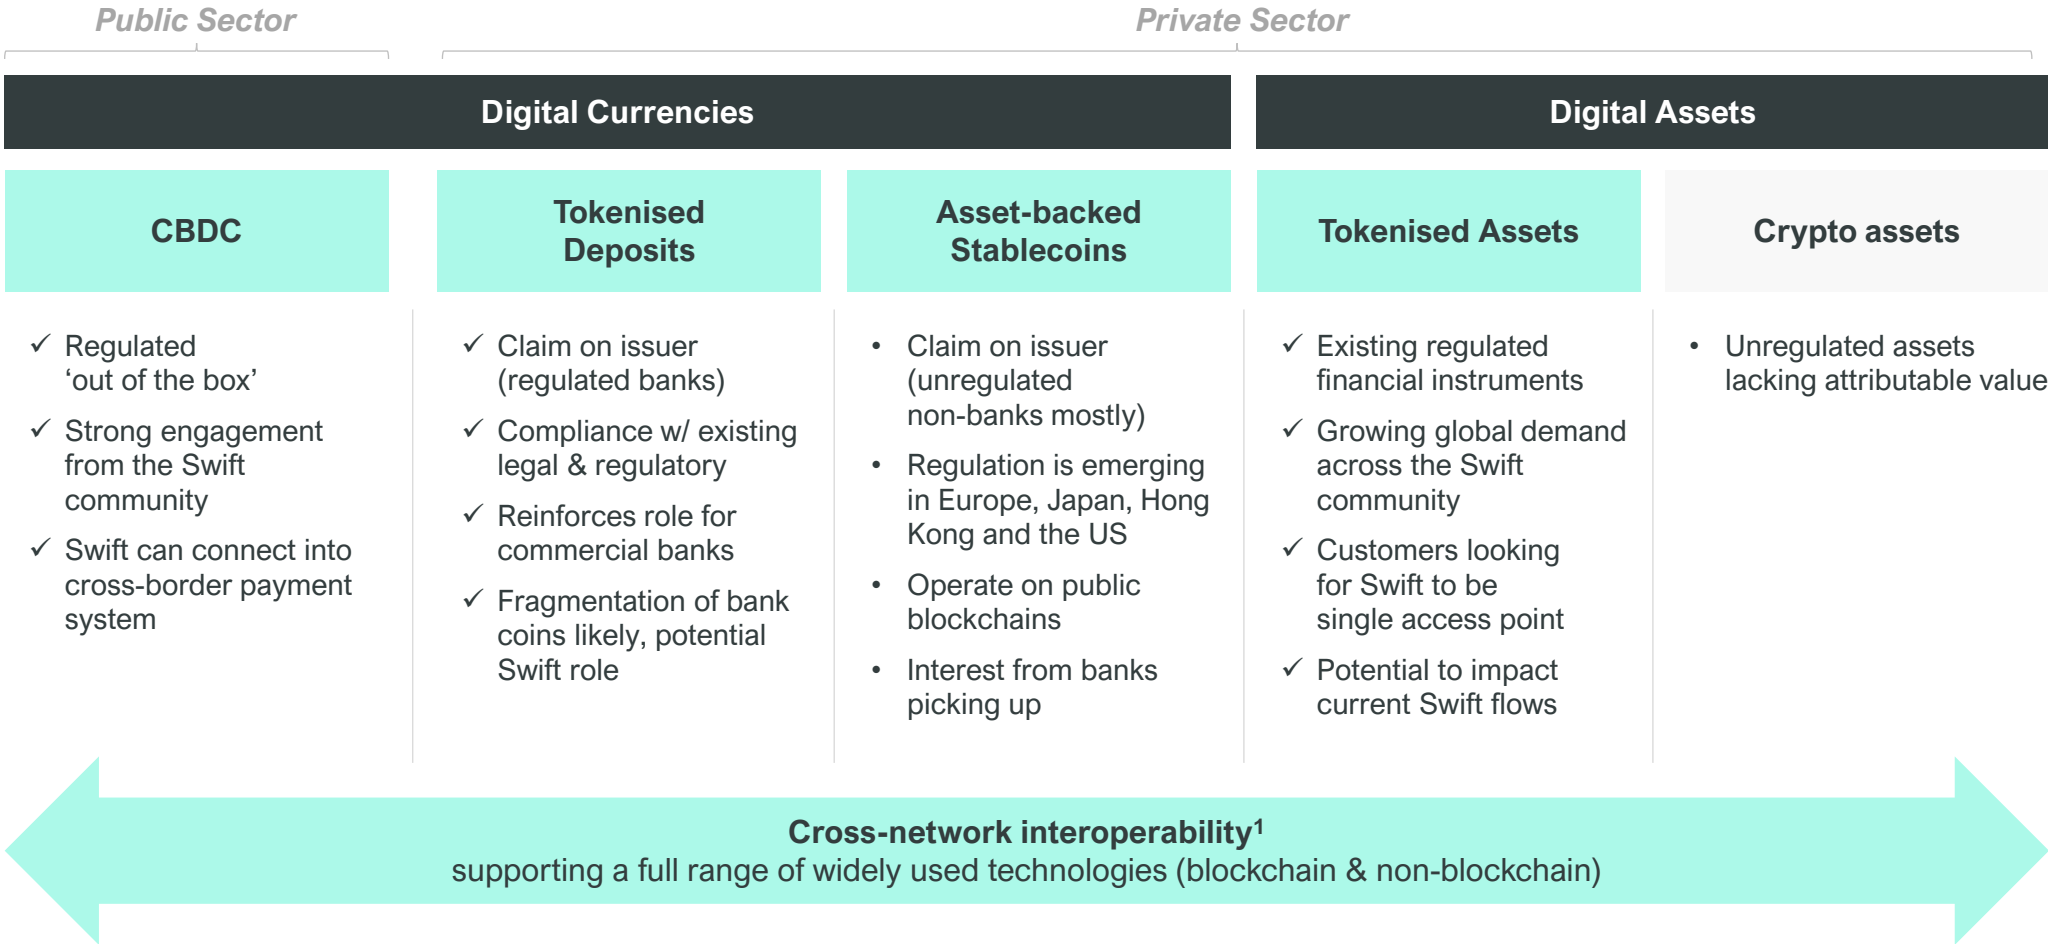 Public Sector
Private Sector
Digital Currencies
Digital Assets
CBDC
Tokenised
Deposits
Asset-backed
Stablecoins
Tokenised Assets
Crypto assets
✓ Regulated
‘out of the box’
✓ Strong engagement
from the Swift
community
✓ Swift can connect into
cross-border payment
system
✓ Claim on issuer
(regulated banks)
✓ Compliance w/ existing
legal & regulatory
✓ Reinforces role for
commercial banks
✓ Fragmentation of bank
coins likely, potential
Swift role
• Claim on issuer
(unregulated
non-banks mostly)
• Regulation is emerging
in Europe, Japan, Hong
Kong and the US
• Operate on public
blockchains
• Interest from banks
picking up
✓ Existing regulated
financial instruments
✓ Growing global demand
across the Swift
community
✓ Customers looking
for Swift to be
single access point
✓ Potential to impact
current Swift flows
• Unregulated assets
lacking attributable value
Cross-network interoperability¹
supporting a full range of widely used technologies (blockchain & non-blockchain)